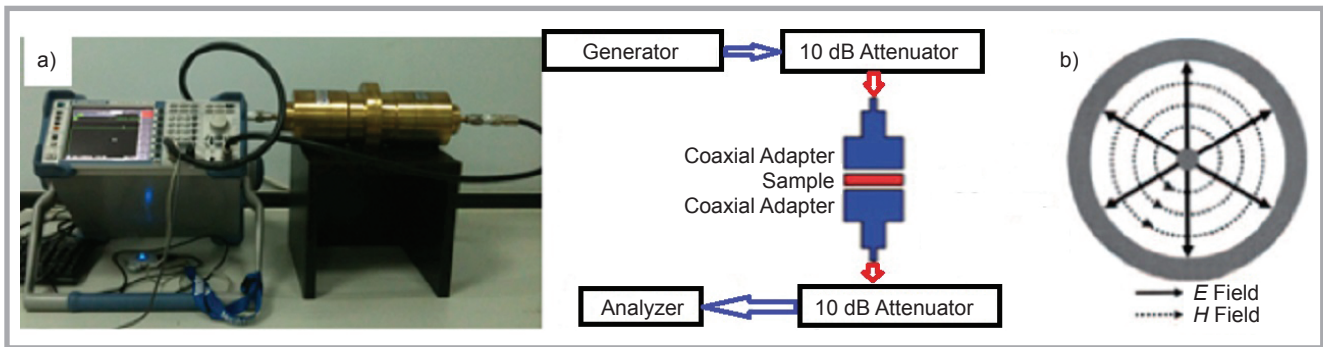 a)
Generator
10 dB Attenuator
Coaxial Adapter
Sample
Coaxial Adapter
Analyzer
10 dB Attenuator
b)
E Field
H Field